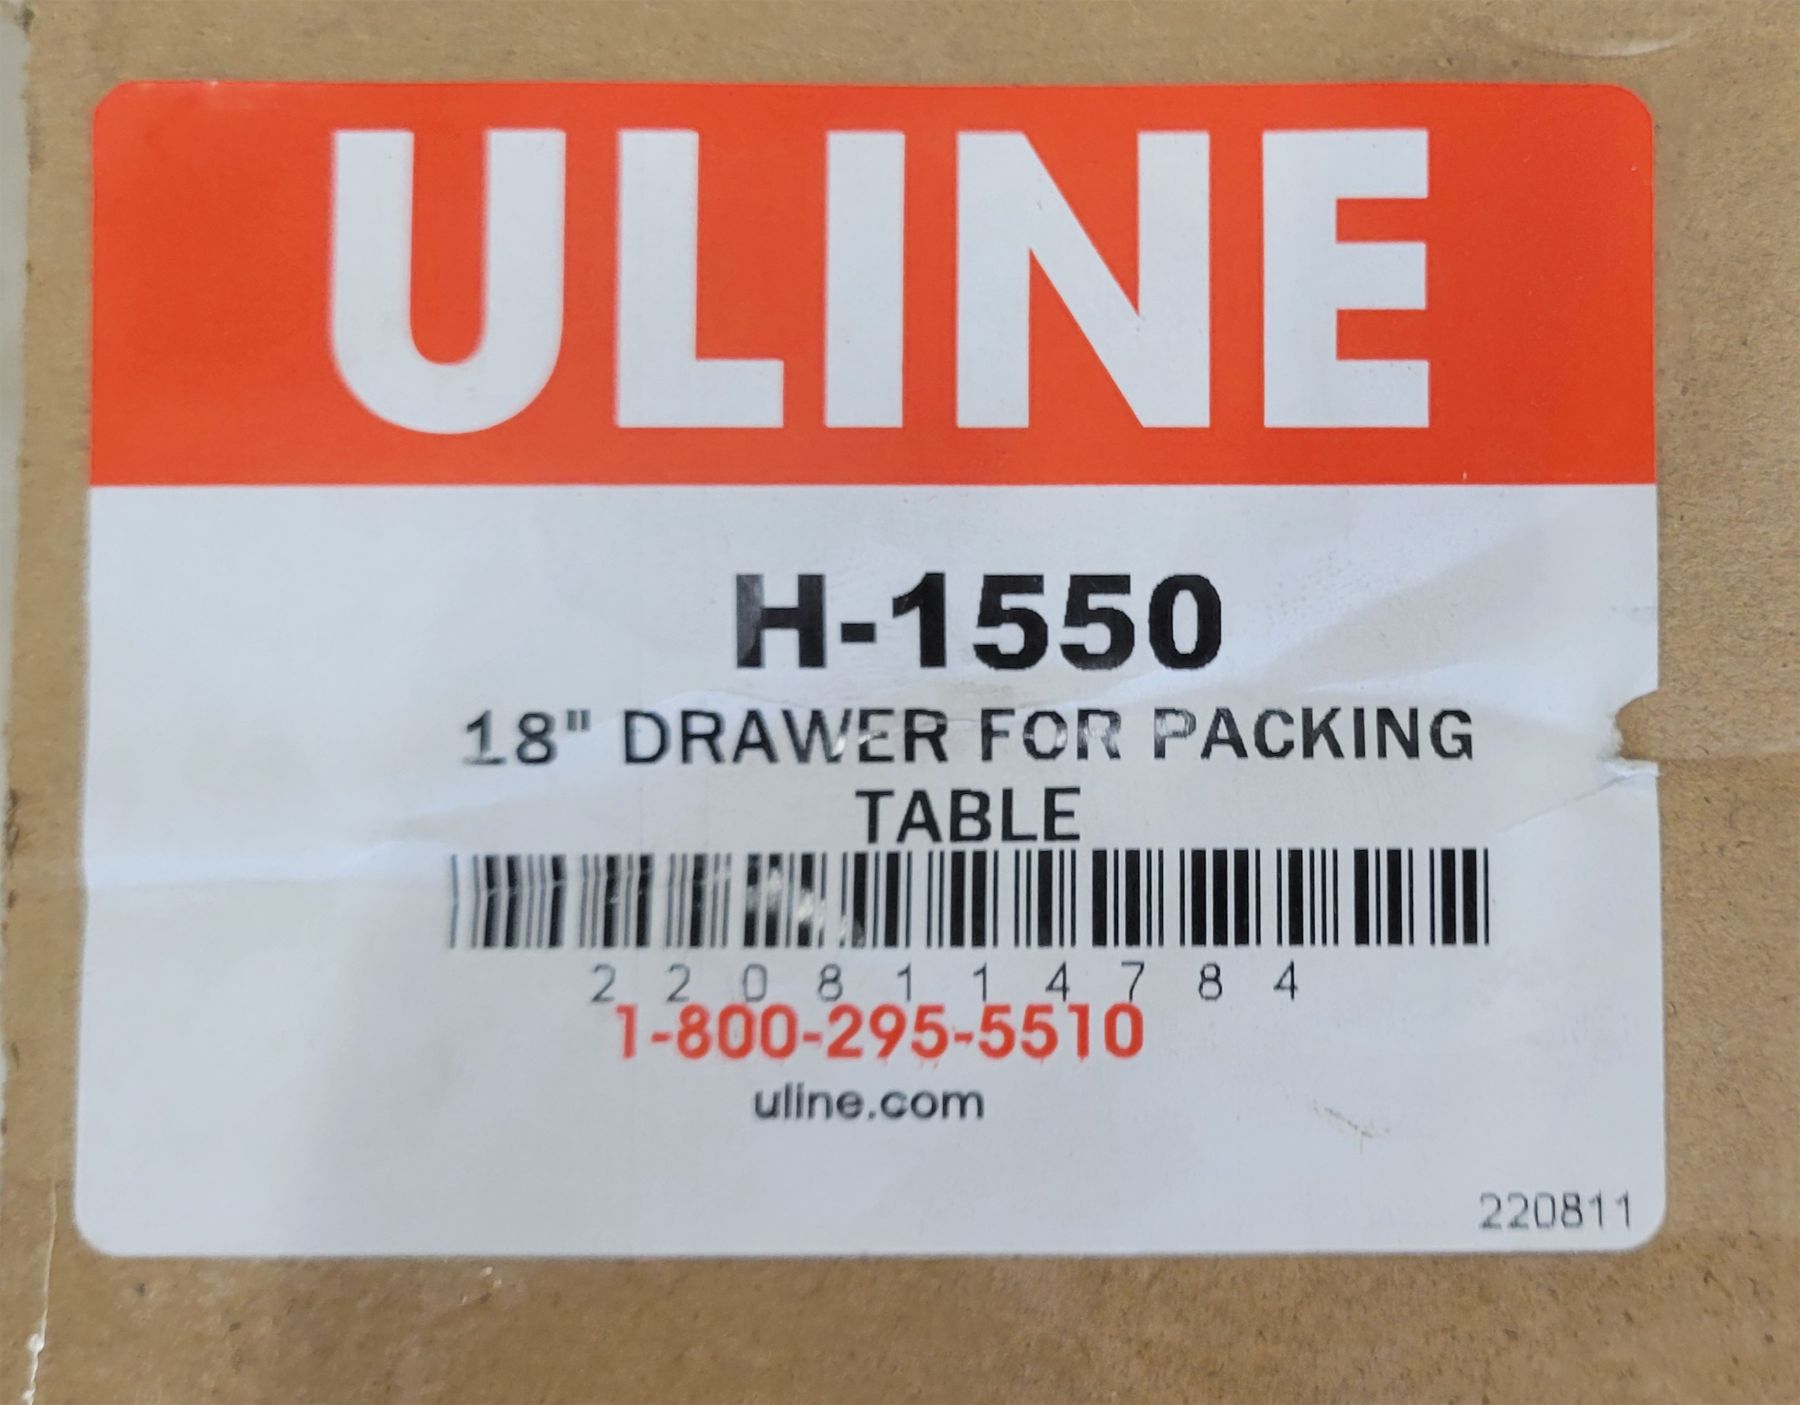 ULINE
H-1550
18" DRAWER FOR PACKING
TABLE
2 2 0 8 1 1 4 7 8 4
1-800-295-5510
uline.com
220811